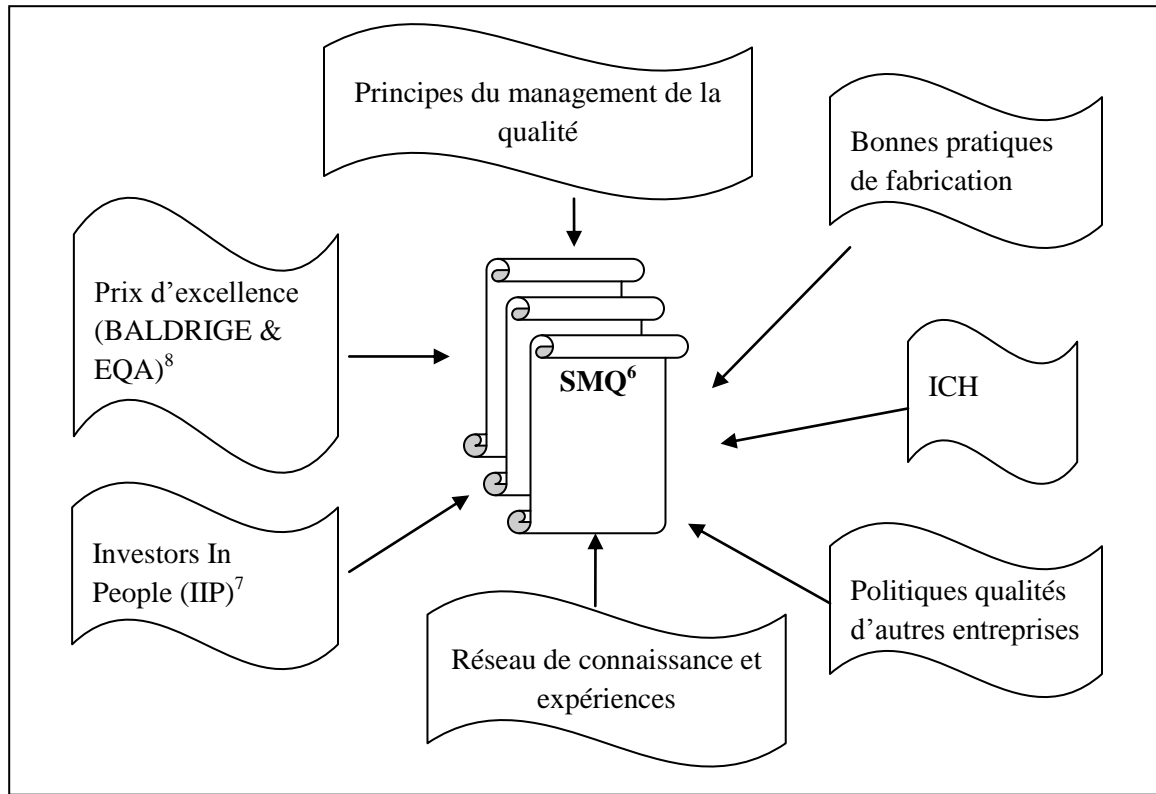 Principes du management de la
qualité
Bonnes pratiques
de fabrication
Prix d’excellence
(BALDRIGE &
EQA)⁸
SMQ⁶
ICH
Investors In
People (IIP)⁷
Politiques qualités
d’autres entreprises
Réseau de connaissance et
expériences